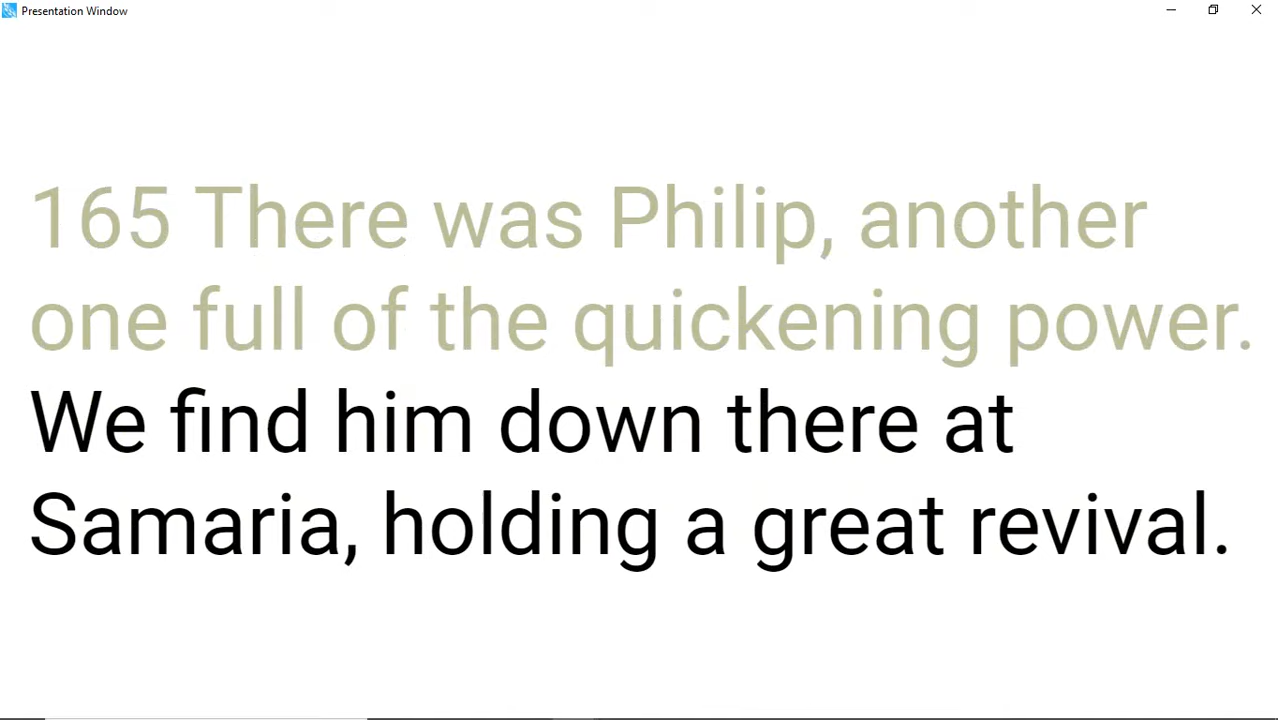 Presentation Window
165 There was Philip, another
one full of the quickening power.
We find him down there at
Samaria, holding a great revival.